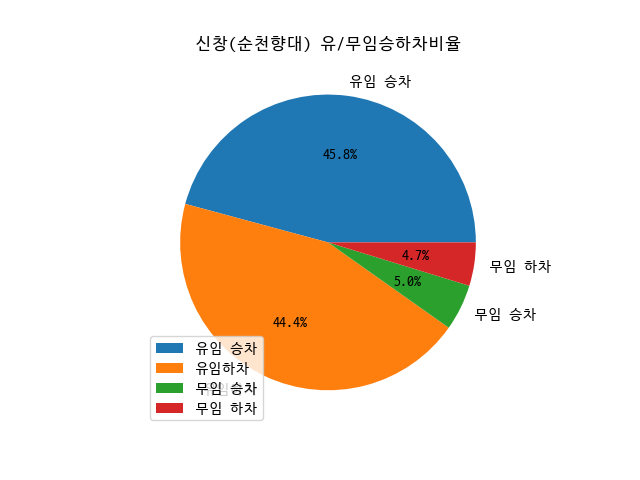 신창(순천향대) 유/무임승하차비율
유임 승차
45.8%
4.7%
무임 하차
5.0%
무임 승차
44.4%
유임 승차
유임하차
무임 승차
무임 하차